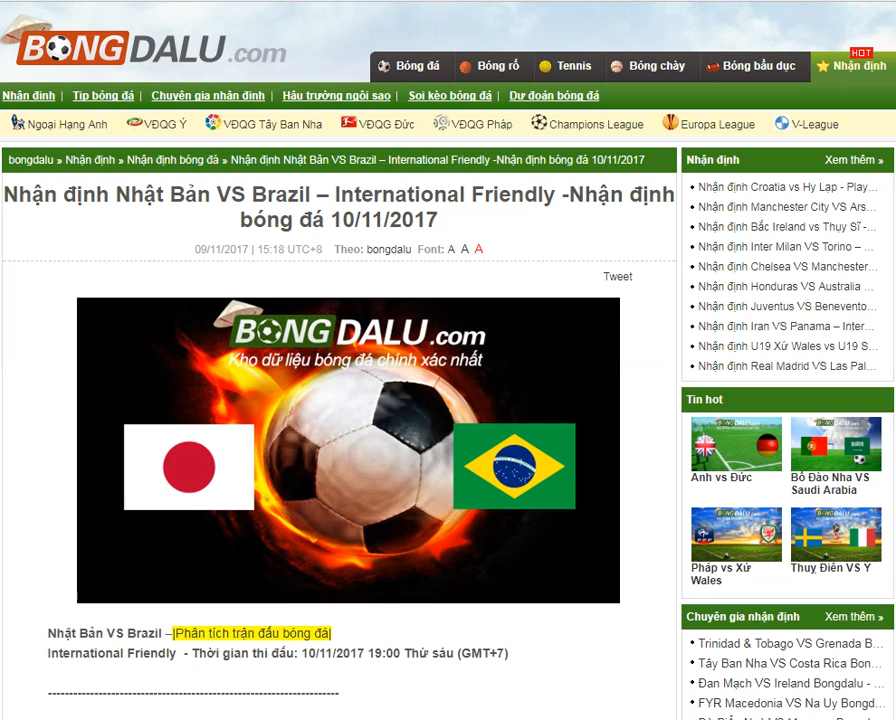 BONGDALU.com
Bóng đá Bóng rổ Tennis Bóng chày Bóng bầu dục HOT Nhận định
Nhận định | Tip bóng đá | Chuyên gia nhận định | Hậu trường ngôi sao | Soi kèo bóng đá | Dự đoán bóng đá
Ngoại Hạng Anh VĐQG Ý VĐQG Tây Ban Nha VĐQG Đức VĐQG Pháp Champions League Europa League V-League
bongdalu » Nhận định » Nhận định bóng đá » Nhận định Nhật Bản VS Brazil – International Friendly -Nhận định bóng đá 10/11/2017
Nhận định Nhật Bản VS Brazil – International Friendly -Nhận định
bóng đá 10/11/2017
09/11/2017 | 15:18 UTC+8 Theo: bongdalu Font: A A A
Tweet
BONGDALU.com
Kho dữ liệu bóng đá chính xác nhất
Nhật Bản VS Brazil –|Phân tích trận đấu bóng đá|
International Friendly - Thời gian thi đấu: 10/11/2017 19:00 Thứ sáu (GMT+7)
---------------------------------------------------------------------
Nhận định Xem thêm »
Nhận định Croatia vs Hy Lạp - Play...
Nhận định Manchester City VS Ars...
Nhận định Bắc Ireland vs Thụy Sĩ -...
Nhận định Inter Milan VS Torino – ...
Nhận định Chelsea VS Manchester...
Nhận định Honduras VS Australia ...
Nhận định Juventus VS Benevento...
Nhận định Iran VS Panama – Inter...
Nhận định U19 Xứ Wales vs U19 S...
Nhận định Real Madrid VS Las Pal...
Tin hot
BONGDALU BONGDALU
Anh vs Đức
Bồ Đào Nha VS
Saudi Arabia
BONGDALU BONGDALU
Pháp vs Xứ
Wales
Thuỵ Điển VS Ý
Chuyên gia nhận định Xem thêm »
Trinidad & Tobago VS Grenada B...
Tây Ban Nha VS Costa Rica Bon...
Đan Mạch VS Ireland Bongdalu - ...
FYR Macedonia VS Na Uy Bongd...